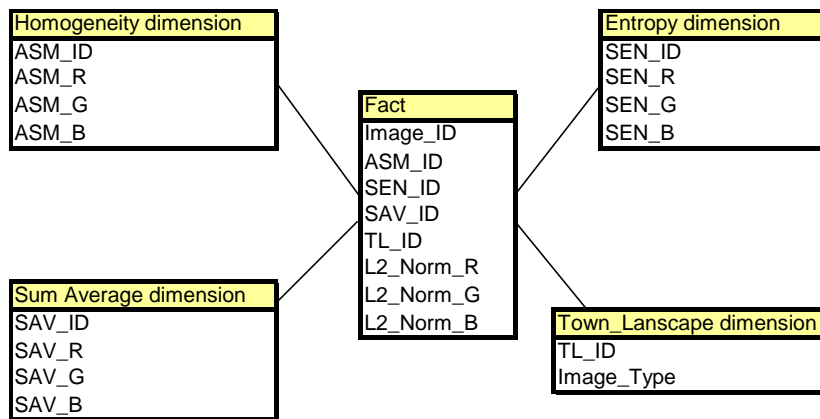 Homogeneity dimension
ASM_ID
ASM_R
ASM_G
ASM_B
Entropy dimension
SEN_ID
SEN_R
SEN_G
SEN_B
Fact
Image_ID
ASM_ID
SEN_ID
SAV_ID
TL_ID
L2_Norm_R
L2_Norm_G
L2_Norm_B
Sum Average dimension
SAV_ID
SAV_R
SAV_G
SAV_B
Town_Lanscape dimension
TL_ID
Image_Type